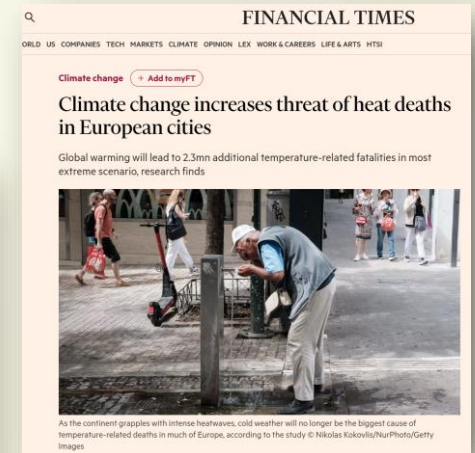 FINANCIAL TIMES
ORLD US COMPANIES TECH MARKETS CLIMATE OPINION LEX WORK & CAREERS LIFE & ARTS HTSI
Climate change + Add to myFT
Climate change increases threat of heat deaths
in European cities
Global warming will lead to 2.3mn additional temperature-related fatalities in most
extreme scenario, research finds
As the continent grapples with intense heatwaves, cold weather will no longer be the biggest cause of
temperature-related deaths in much of Europe, according to the study © Nikolas Kokovlis/NurPhoto/Getty
Images